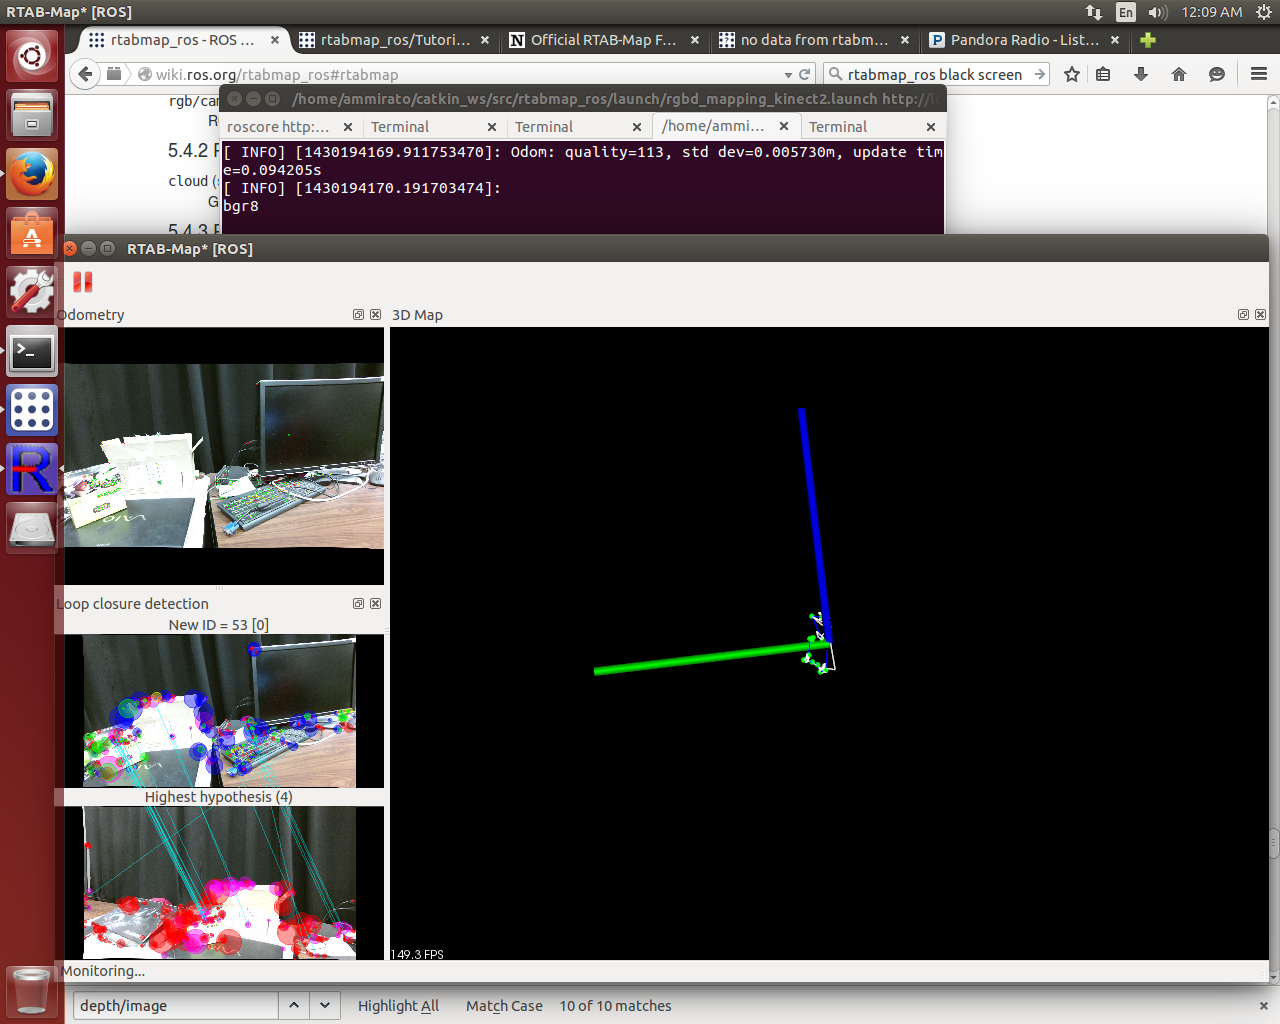 RTAB-Map* [ROS]
En
12:09 AM
rtabmap_ros - ROS ...
rtabmap_ros/Tutori...
Official RTAB-Map F...
no data from rtabm...
Pandora Radio - List...
wiki.ros.org/rtabmap_ros#rtabmap
rtabmap_ros black screen
rgb/cam
/home/ammirato/catkin_ws/src/rtabmap_ros/launch/rgbd_mapping_kinect2.launch http://l
roscore http:...
Terminal
Terminal
/home/ammi...
Terminal
5.4.2
cloud (s
5.4.3
[ INFO] [1430194169.911753470]: Odom: quality=113, std dev=0.005730m, update tim
e=0.094205s
[ INFO] [1430194170.191703474]:
bgr8
RTAB-Map* [ROS]
Odometry
3D Map
VAIO
Loop closure detection
New ID = 53 [0]
Highest hypothesis (4)
149.3 FPS
Monitoring...
depth/image
Highlight All
Match Case
10 of 10 matches